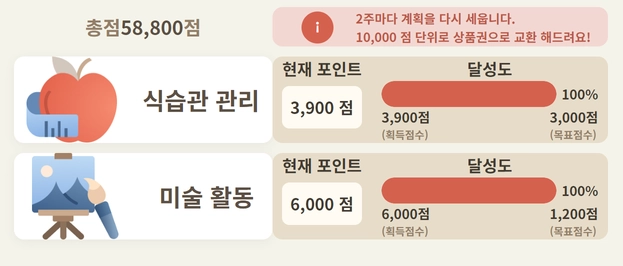 총점58,800점
i
2주마다 계획을 다시 세웁니다.
10,000 점 단위로 상품권으로 교환 해드려요!
식습관 관리
현재 포인트
3,900 점
달성도
100%
3,900점
(획득점수)
3,000점
(목표점수)
미술 활동
현재 포인트
6,000 점
달성도
100%
6,000점
(획득점수)
1,200점
(목표점수)